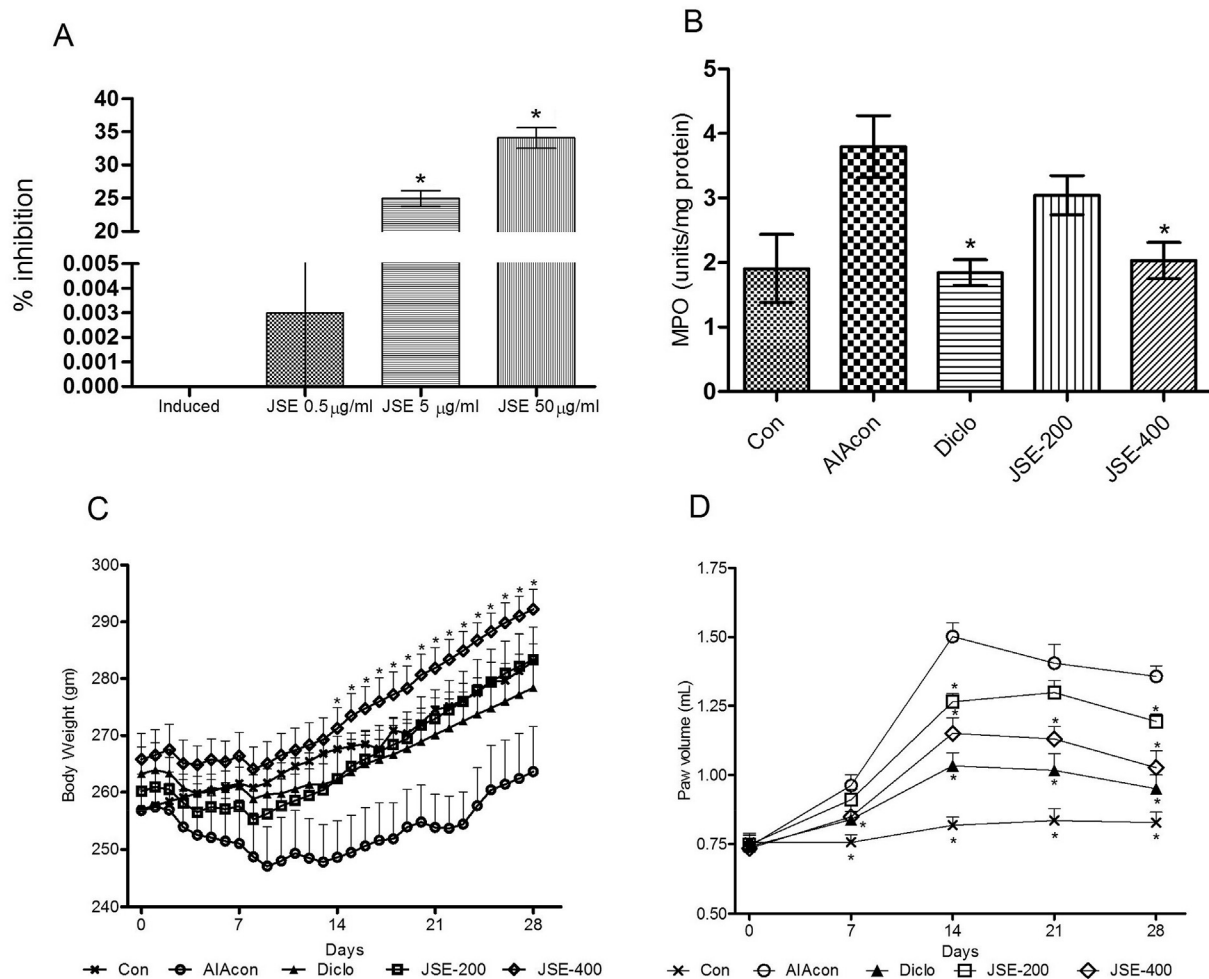 A
% inhibition
40
35
30
25
20
0.005
0.004
0.003
0.002
0.001
0.000
*
*
Induced
JSE 0.5 μg/ml
JSE 5 μg/ml
JSE 50 μg/ml
B
MPO (units/mg protein)
5
4
3
2
1
0
*
*
Con
AIAcon
Diclo
JSE-200
JSE-400
C
Body Weight (gm)
300
290
280
270
260
250
240
* * * * * * * * * * * * * * *
0 7 14 21 28
Days
Con AIAcon Diclo JSE-200 JSE-400
D
Paw volume (mL)
1.75
1.50
1.25
1.00
0.75
0.50
* * *
* * *
* * * *
* * * *
0 7 14 21 28
Days
Con AIAcon Diclo JSE-200 JSE-400